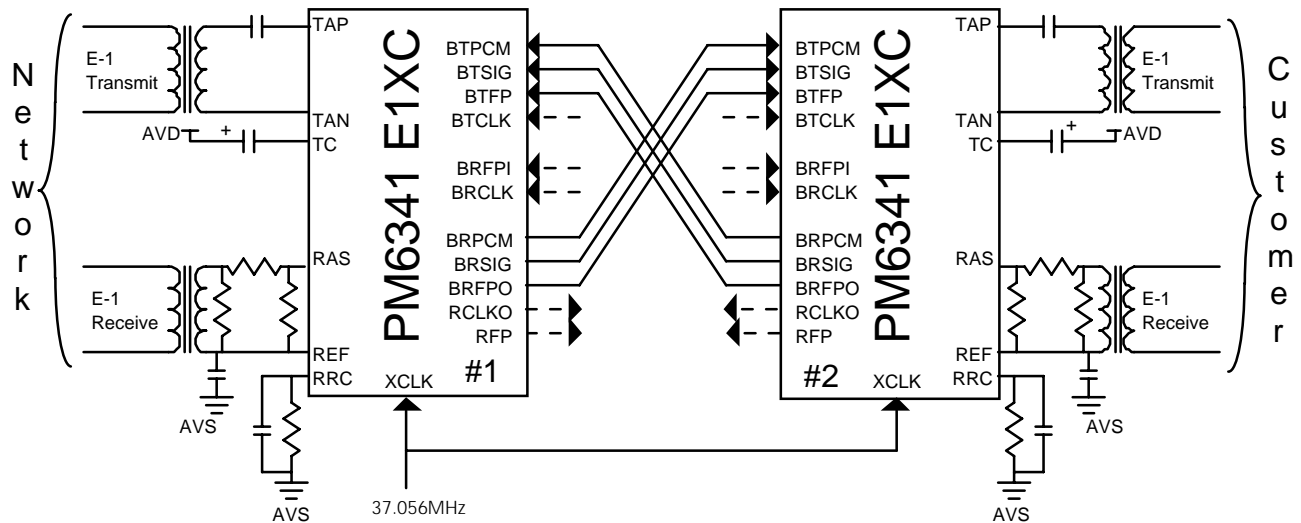 Network
E-1
Transmit
AVD
+
TAP
TAN
TC
RAS
REF
RRC
E-1
Receive
AVS
AVS
PM6341 E1XC
#1
XCLK
BTPCM
BTSIG
BTFP
BTCLK
BRFPI
BRCLK
BRPCM
BRSIG
BRFPO
RCLKO
RFP
37.056MHz
BTPCM
BTSIG
BTFP
BTCLK
BRFPI
BRCLK
BRPCM
BRSIG
BRFPO
RCLKO
RFP
PM6341 E1XC
#2
XCLK
TAP
TAN
TC
RAS
REF
RRC
+
AVD
E-1
Transmit
E-1
Receive
AVS
AVS
Customer